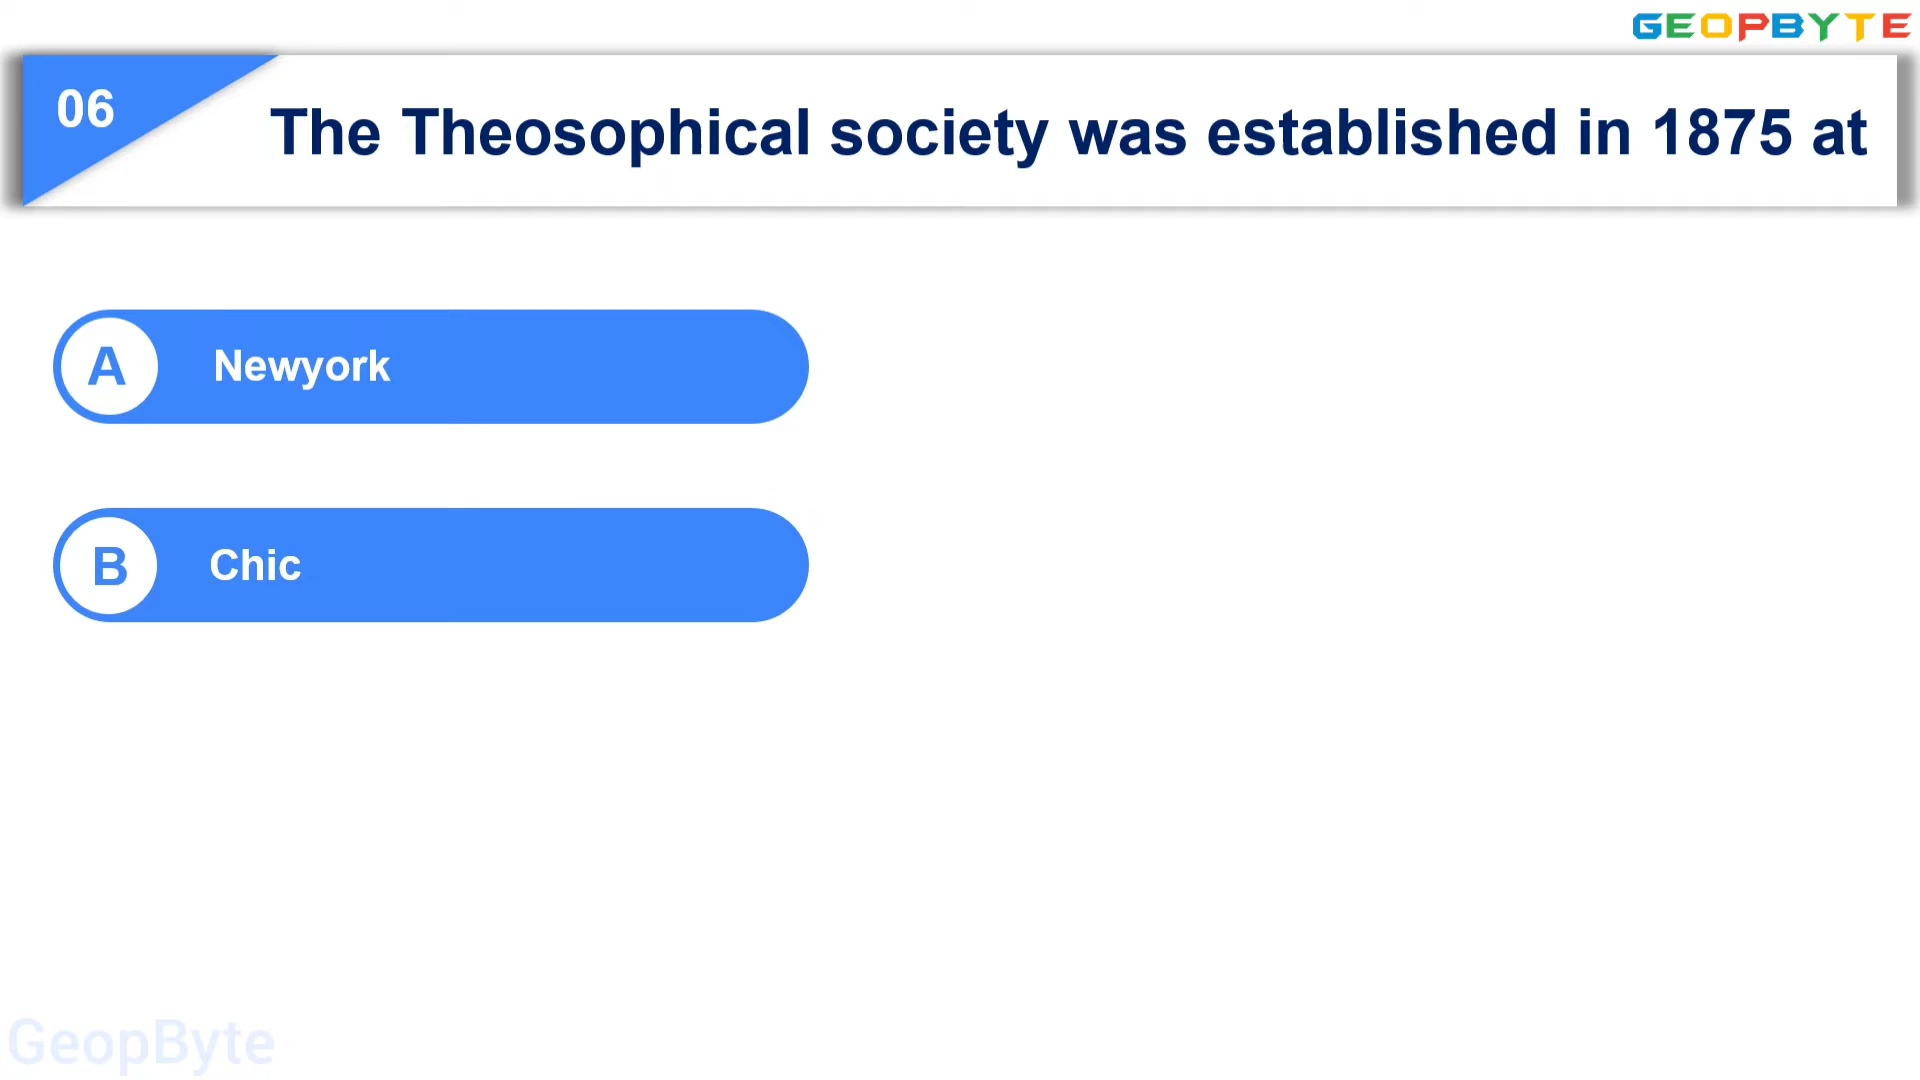 GEOPBYTE
06
The Theosophical society was established in 1875 at
A Newyork
B Chic
GeopByte